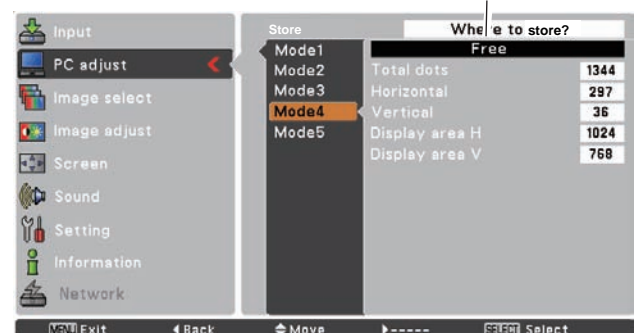 Store
Where to store?
Input
PC adjust
Image select
Image adjust
Screen
Sound
Setting
Information
Network
Mode1
Mode2
Mode3
Mode4
Mode5
Free
Total dots 1344
Horizontal 297
Vertical 36
Display area H 1024
Display area V 768
MENU Exit Back Move ----- SELECT Select